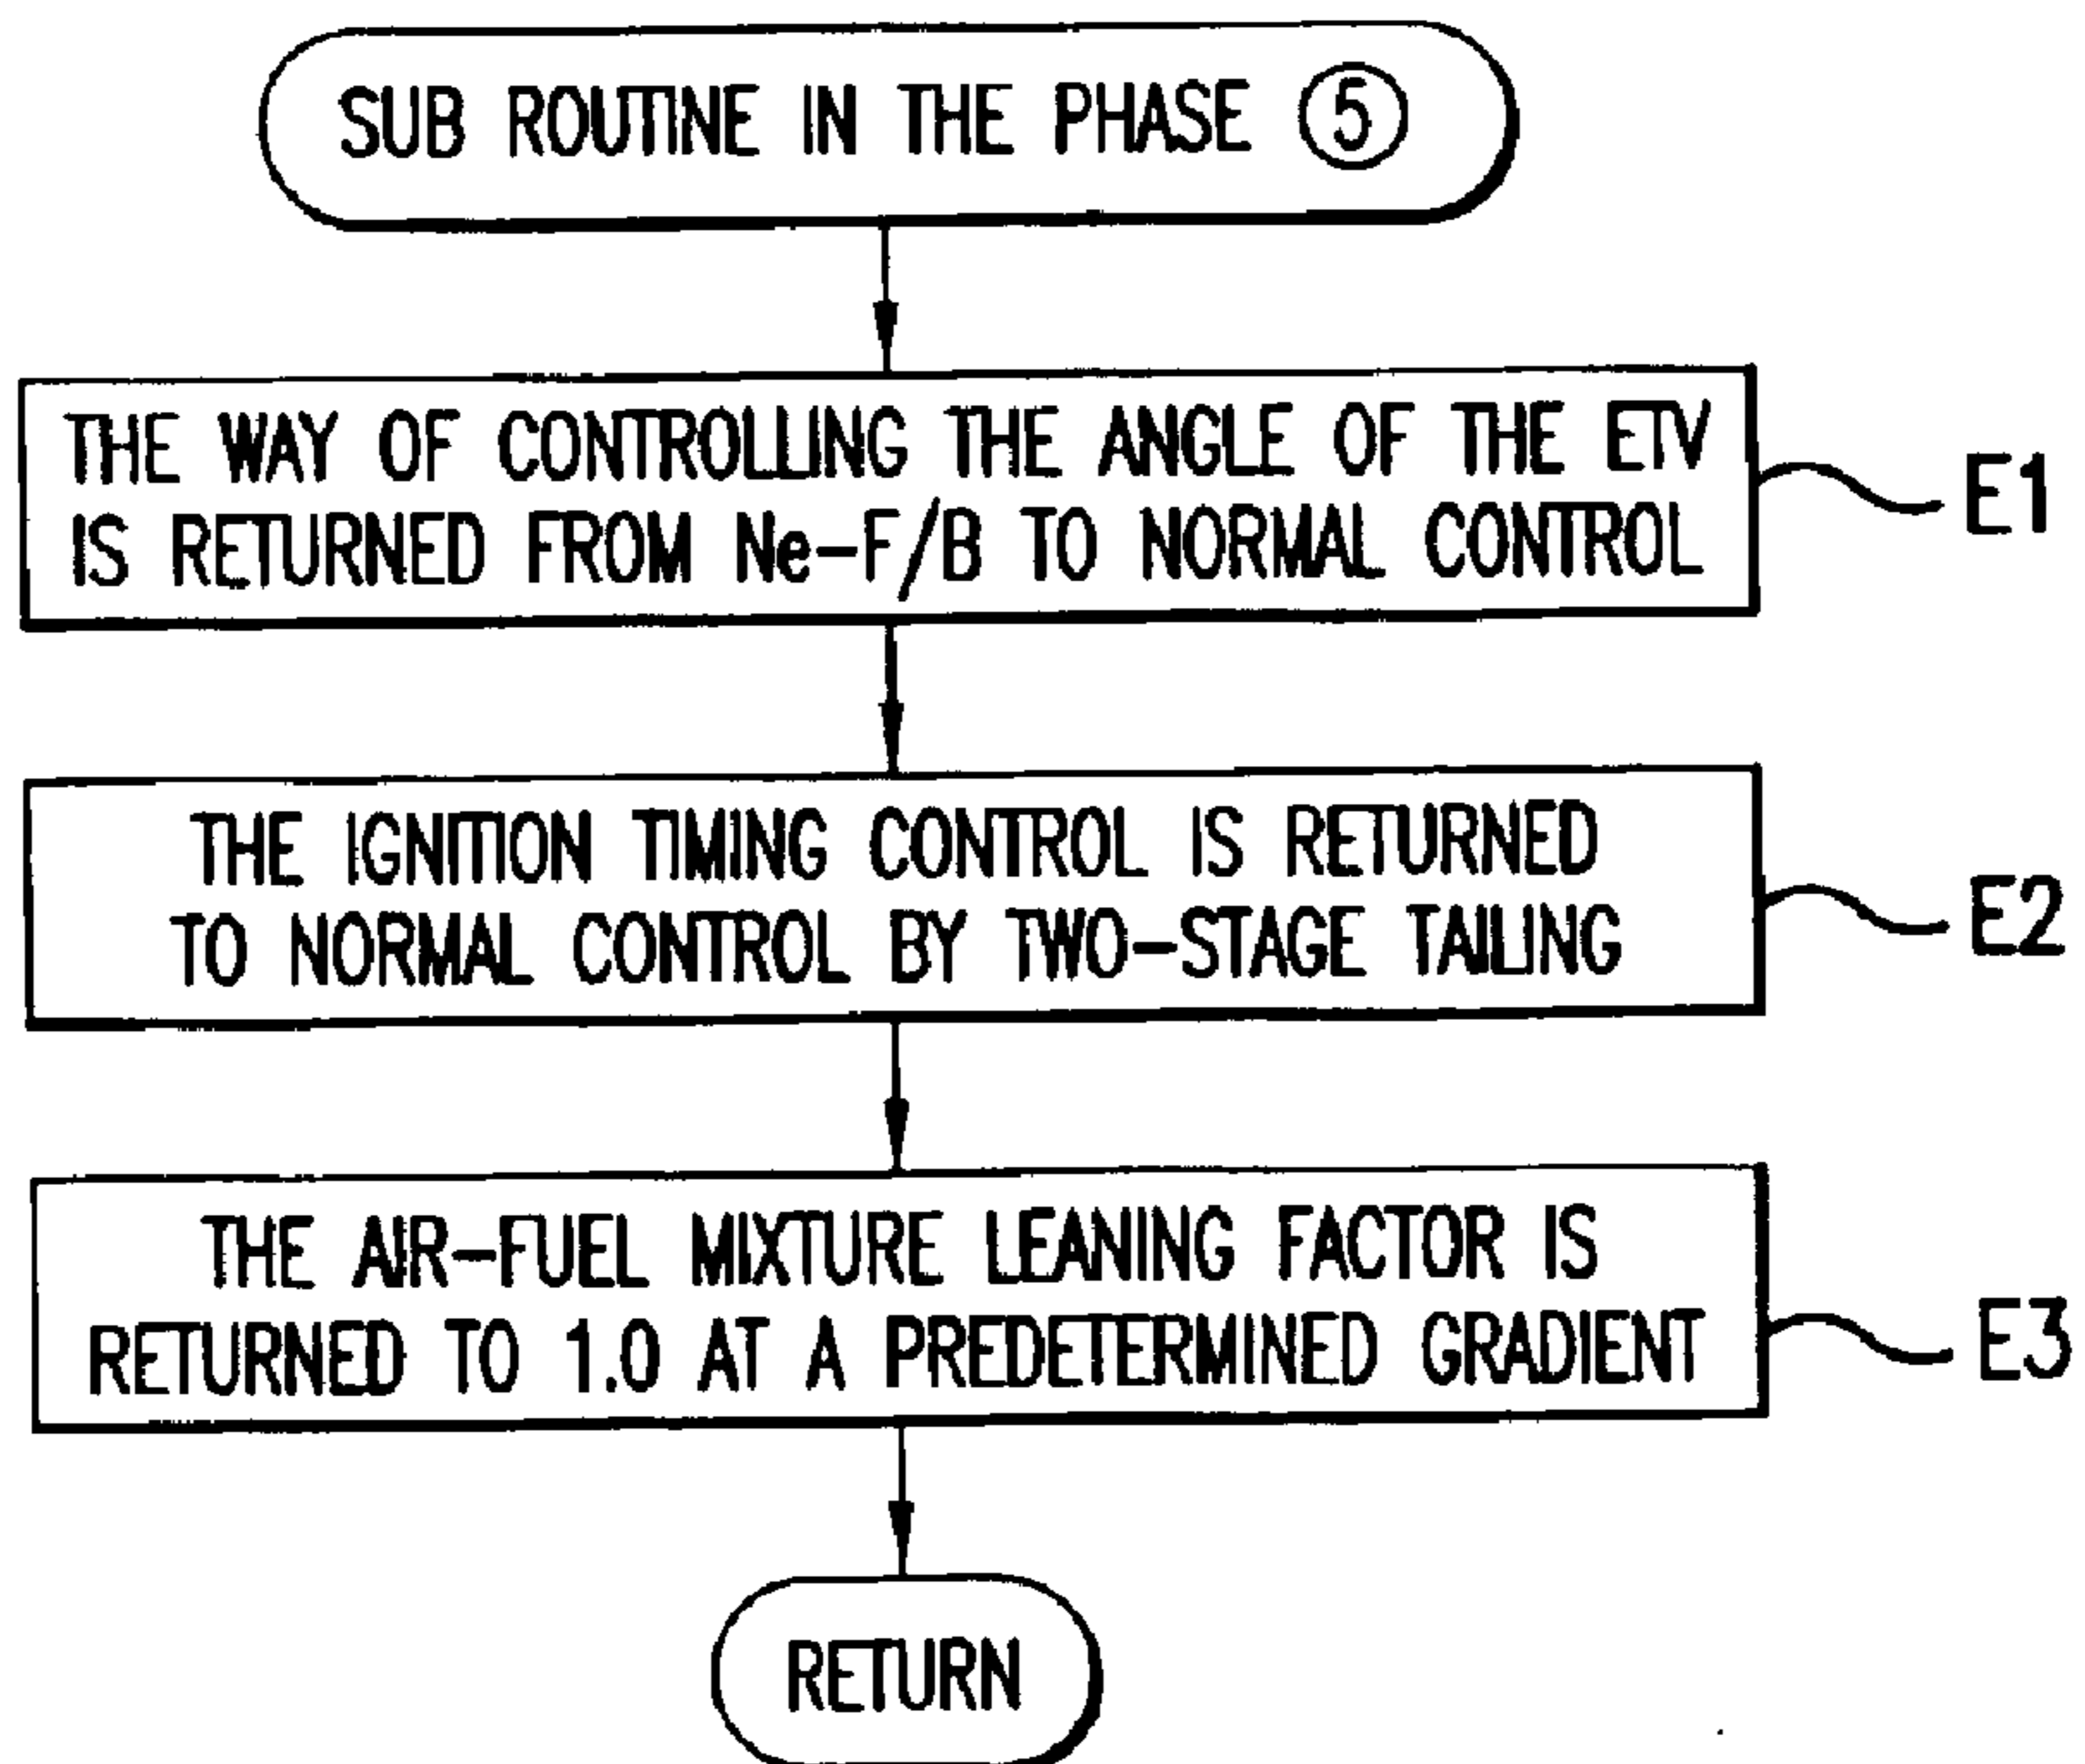 SUB ROUTINE IN THE PHASE ⑤
THE WAY OF CONTROLLING THE ANGLE OF THE ETV
IS RETURNED FROM Ne-F/B TO NORMAL CONTROL
E1
THE IGNITION TIMING CONTROL IS RETURNED
TO NORMAL CONTROL BY TWO-STAGE TAILING
E2
THE AIR-FUEL MIXTURE LEANING FACTOR IS
RETURNED TO 1.0 AT A PREDETERMINED GRADIENT
E3
RETURN